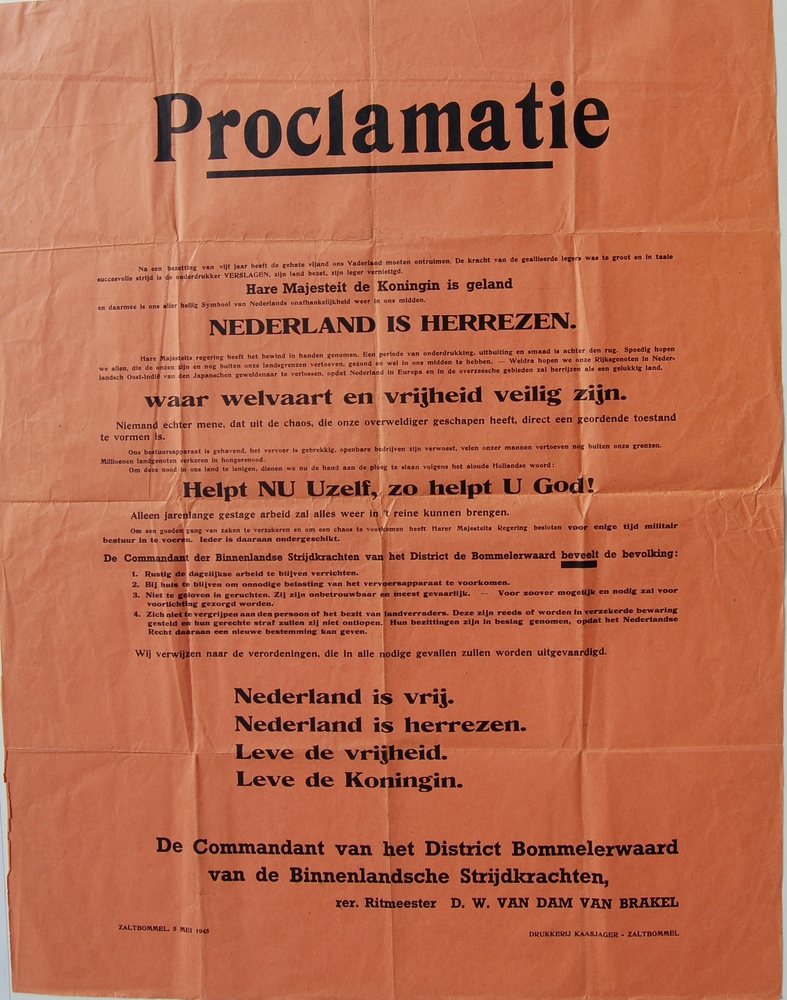 Proclamatie
Na een bezetting van vijf jaar heeft de gehate vijand ons Vaderland moeten ontruimen. De kracht van de geallieerde legers was te groot en in taaie
succesvolle strijd is de onderdrukker VERSLAGEN, zijn land bezet, zijn leger vernietigd.
Hare Majesteit de Koningin is geland
en daarmee is ons aller heilig Symbool van Nederlands onafhankelijkheid weer in ons midden.
NEDERLAND IS HERREZEN.
Hare Majesteits regering heeft het bewind in handen genomen. Een periode van onderdrukking, uitbuiting en smaad is achter den rug. Spoedig hopen
we allen, die de onzen zijn en nog buiten onze landsgrenzen vertoeven, gezond en wel in ons midden te hebben. — Weldra hopen we onze Rijksgenoten in Neder-
landsch Oost-Indië van den Japanschen geweldenaar te verlossen, opdat Nederland in Europa en in de overzeesche gebieden zal herrijzen als een gelukkig land,
waar welvaart en vrijheid veilig zijn.
Niemand echter mene, dat uit de chaos, die onze overweldiger geschapen heeft, direct een geordende toestand
te vormen is.
Ons bestuursapparaat is gehavend, het vervoer is gebrekkig, openbare bedrijven zijn verwoest, velen onzer mannen vertoeven nog buiten onze grenzen.
Millioenen landgenoten verkeren in hongersnood.
Om deze nood in ons land te lenigen, dienen we nu de hand aan de ploeg te slaan volgens het aloude Hollandse woord:
Helpt NU Uzelf, zo helpt U God!
Alleen jarenlange gestage arbeid zal alles weer in 't reine kunnen brengen.
Om een goeden gang van zaken te verzekeren en om een chaos te voorkomen heeft Harer Majesteits Regering besloten voor enige tijd militair
bestuur in te voeren. Ieder is daaraan ondergeschikt.
De Commandant der Binnenlandse Strijdkrachten van het District de Bommelerwaard beveelt de bevolking:
1. Rustig de dagelijkse arbeid te blijven verrichten.
2. Bij huis te blijven om onnodige belasting van het vervoersapparaat te voorkomen.
3. Niet te geloven in geruchten. Zij zijn onbetrouwbaar en meest gevaarlijk. — Voor zoover mogelijk en nodig zal voor
voorlichting gezorgd worden.
4. Zich niet te vergrijpen aan den persoon of het bezit van landverraders. Deze zijn reeds of worden in verzekerde bewaring
gesteld en hun gerechte straf zullen zij niet ontlopen. Hun bezittingen zijn in beslag genomen, opdat het Nederlandse
Recht daaraan een nieuwe bestemming kan geven.
Wij verwijzen naar de verordeningen, die in alle nodige gevallen zullen worden uitgevaardigd.
Nederland is vrij.
Nederland is herrezen.
Leve de vrijheid.
Leve de Koningin.
De Commandant van het District Bommelerwaard
van de Binnenlandsche Strijdkrachten,
rer. Ritmeester D. W. VAN DAM VAN BRAKEL
ZALTBOMMEL, 5 MEI 1945
DRUKKERIJ KAASJAGER - ZALTBOMMEL